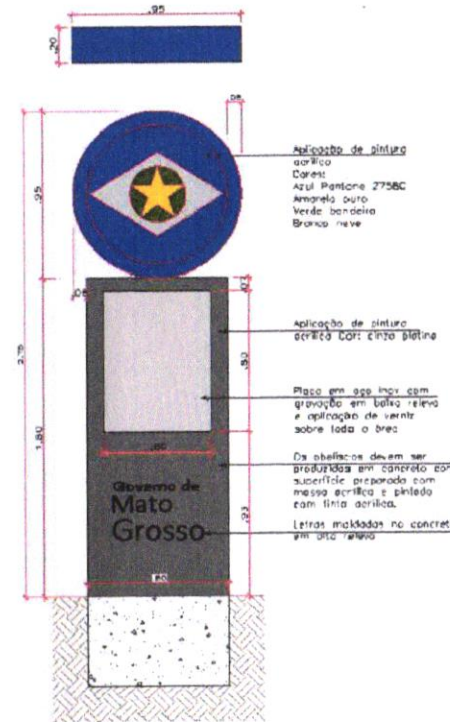 .95
.20
.05
Aplicação de pintura
acrílica
Cores:
Azul Pantone 2758C
Amarelo ouro
Verde bandeira
Branco neve
.95
2.75
.05
.07
Aplicação de pintura
acrílica Cor: cinza platina
.80
Placa em aço inox com
gravação em baixo relevo
e aplicação de verniz
sobre toda a área
1.80
.60
Os obeliscos devem ser
produzidos em concreto com
superfície preparada com
massa acrílica e pintada
com tinta acrílica.
Governo de
Mato
Grosso
.93
Letras moldadas no concreto
em alto relevo